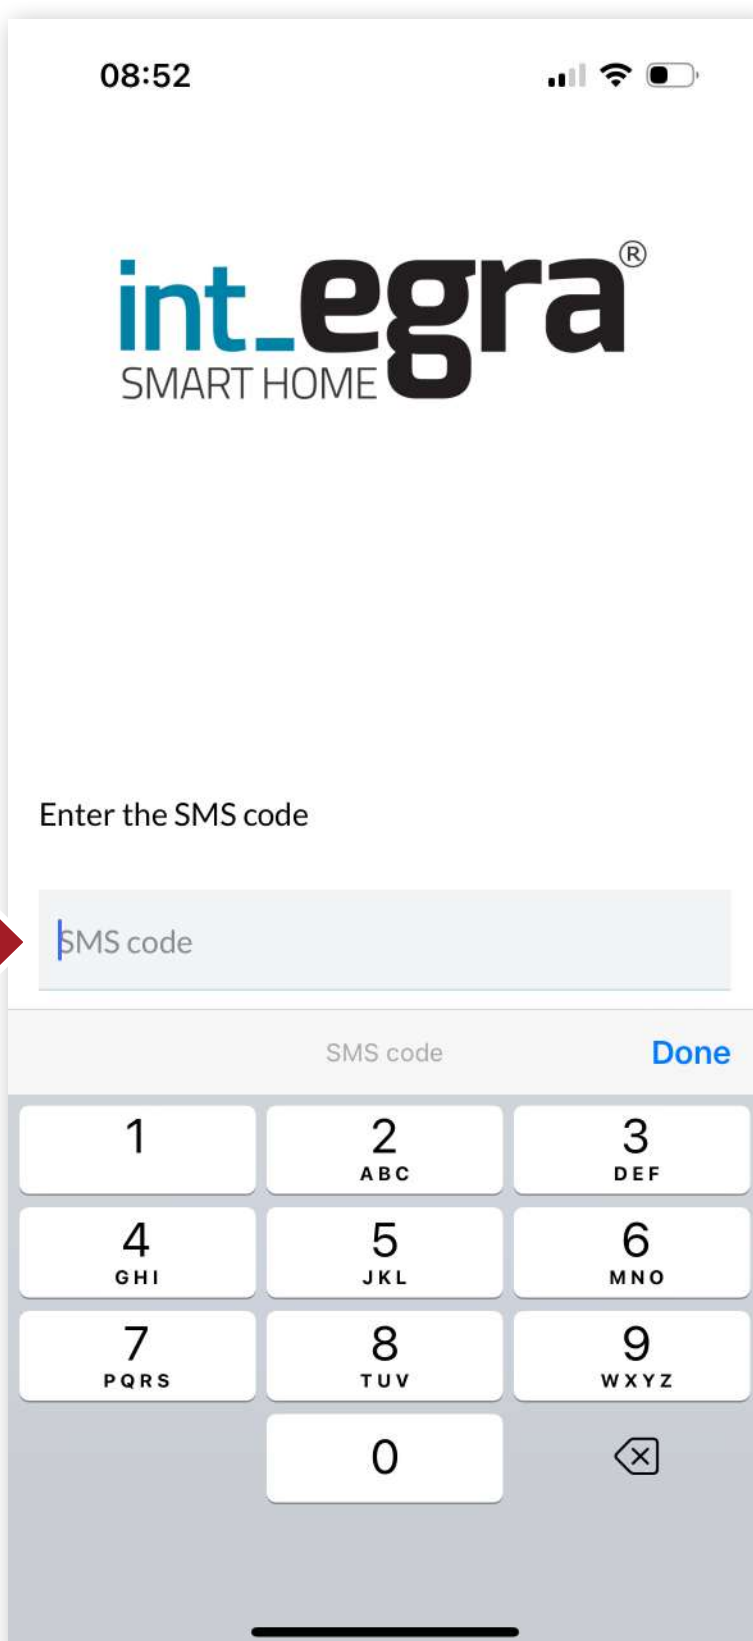 08:52
int_egra®
SMART HOME
Enter the SMS code
SMS code
SMS code Done
1 2 3
ABC DEF
4 5 6
GHI JKL MNO
7 8 9
PQRS TUV WXYZ
0